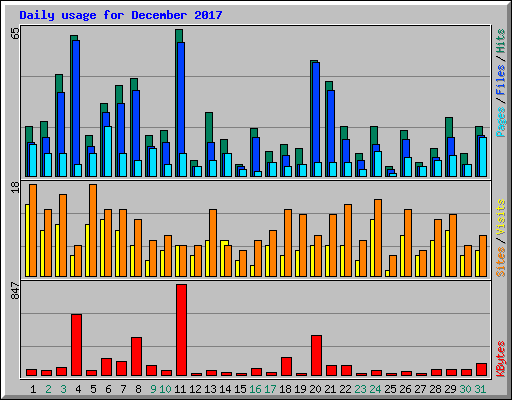 Daily usage for December 2017
65
Pages / Files / Hits
18
Sites / Visits
847
KBytes
1 2 3 4 5 6 7 8 9 10 11 12 13 14 15 16 17 18 19 20 21 22 23 24 25 26 27 28 29 30 31